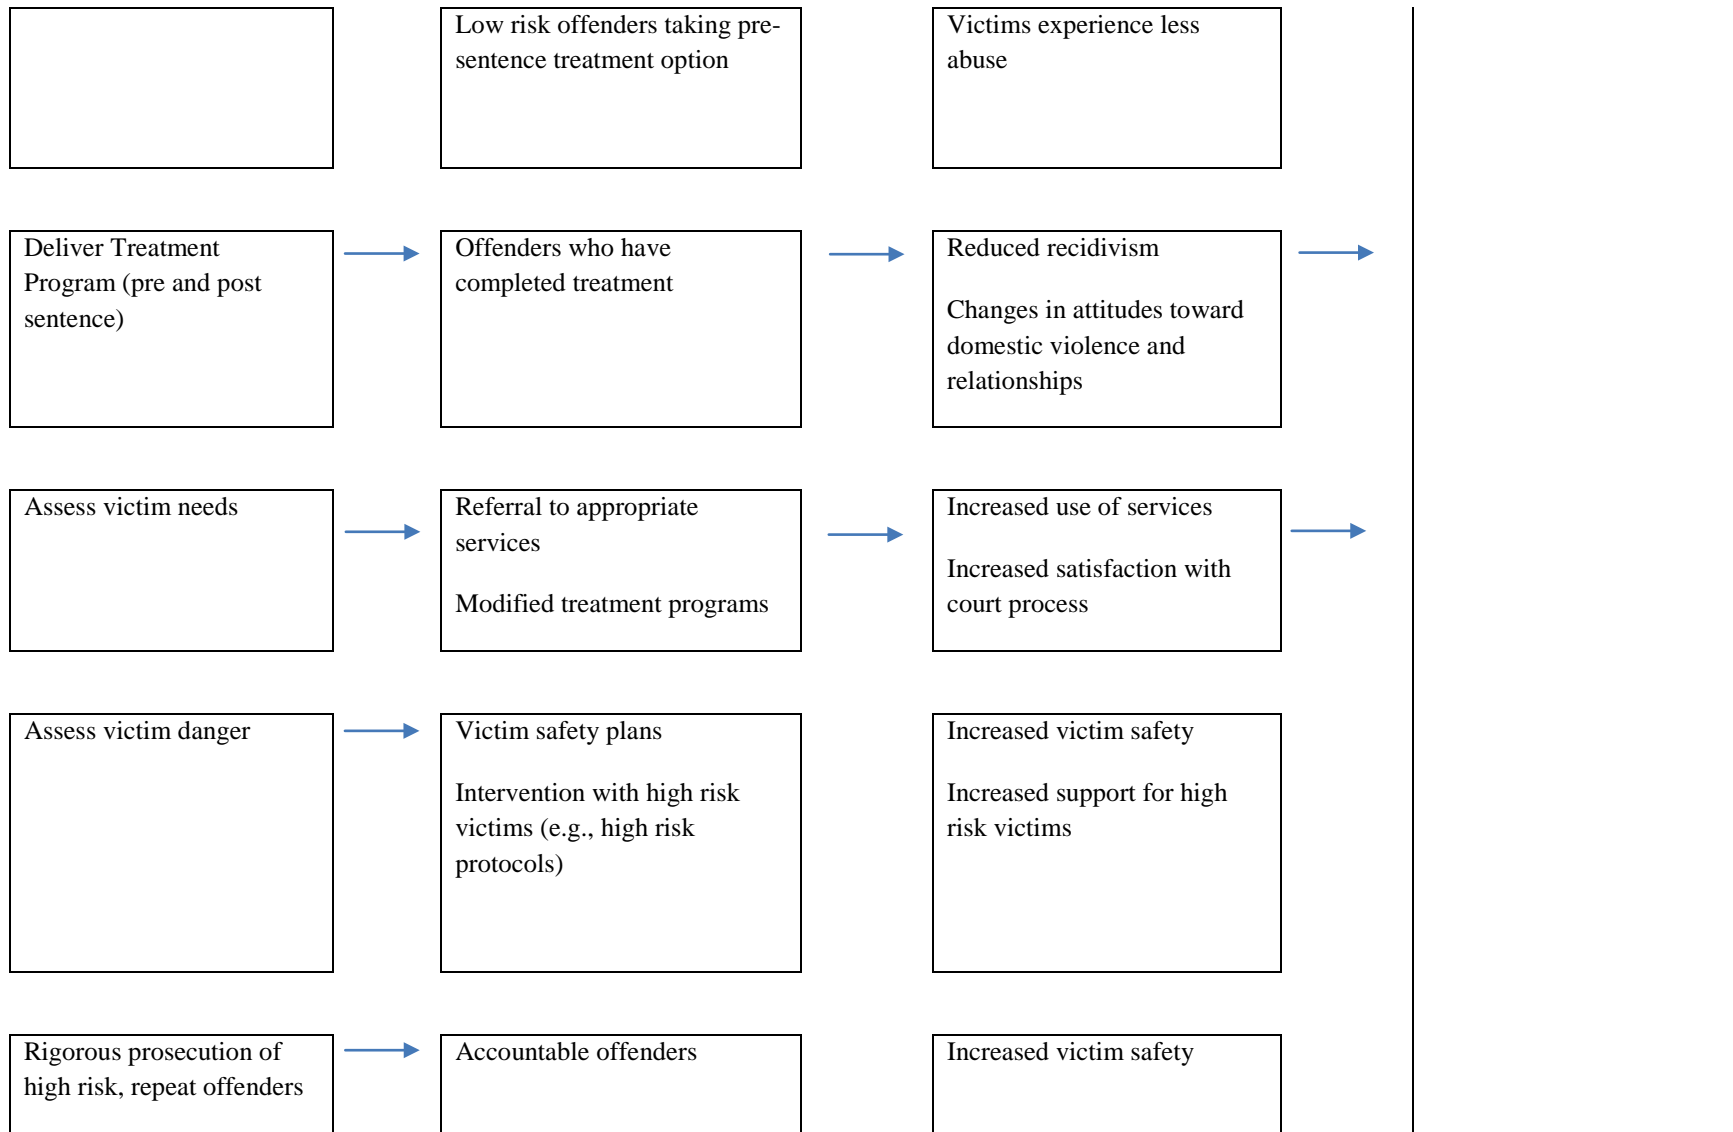 Low risk offenders taking pre-
sentence treatment option
Victims experience less
abuse
Deliver Treatment
Program (pre and post
sentence)
Offenders who have
completed treatment
Reduced recidivism
Changes in attitudes toward
domestic violence and
relationships
Assess victim needs
Referral to appropriate
services
Modified treatment programs
Increased use of services
Increased satisfaction with
court process
Assess victim danger
Victim safety plans
Intervention with high risk
victims (e.g., high risk
protocols)
Increased victim safety
Increased support for high
risk victims
Rigorous prosecution of
high risk, repeat offenders
Accountable offenders
Increased victim safety